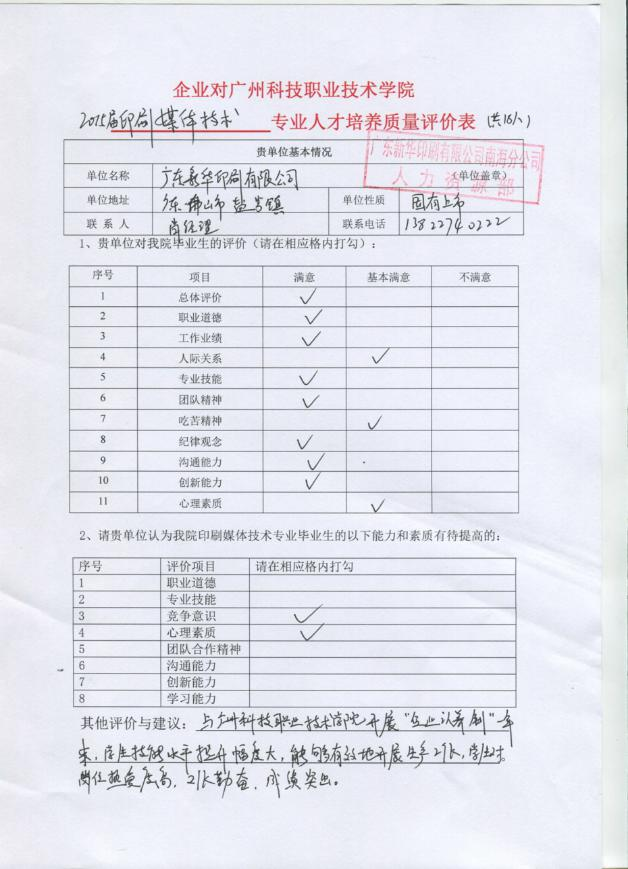 企业对广州科技职业技术学院
2015届印刷媒体技术 专业人才培养质量评价表 (共16人)
贵单位基本情况
广东新华印刷有限公司南海分公司
人力资源部
单位名称 广东新华印刷有限公司 (单位盖章)
单位地址 佛山市 盐步镇 单位性质 国有上市
联系人 经理 联系电话 13822740222
1、贵单位对我院毕业生的评价（请在相应格内打勾）：
序号 项目 满意 基本满意 不满意
1 总体评价 ✓
2 职业道德 ✓
3 工作业绩 ✓
4 人际关系 ✓
5 专业技能 ✓
6 团队精神 ✓
7 吃苦精神 ✓
8 纪律观念 ✓
9 沟通能力 ✓
10 创新能力 ✓
11 心理素质 ✓
2、请贵单位认为我院印刷媒体技术专业毕业生的以下能力和素质有待提高的：
序号 评价项目 请在相应格内打勾
1 职业道德
2 专业技能
3 竞争意识 ✓
4 心理素质 ✓
5 团队合作精神
6 沟通能力
7 创新能力
8 学习能力
其他评价与建议：与广州科技职业技术学院开展"企业认养制"年
来，学生技能水平提升幅度大，能够有效地开展生产工作，学生对
岗位热爱度高，工作勤奋，成绩突出。